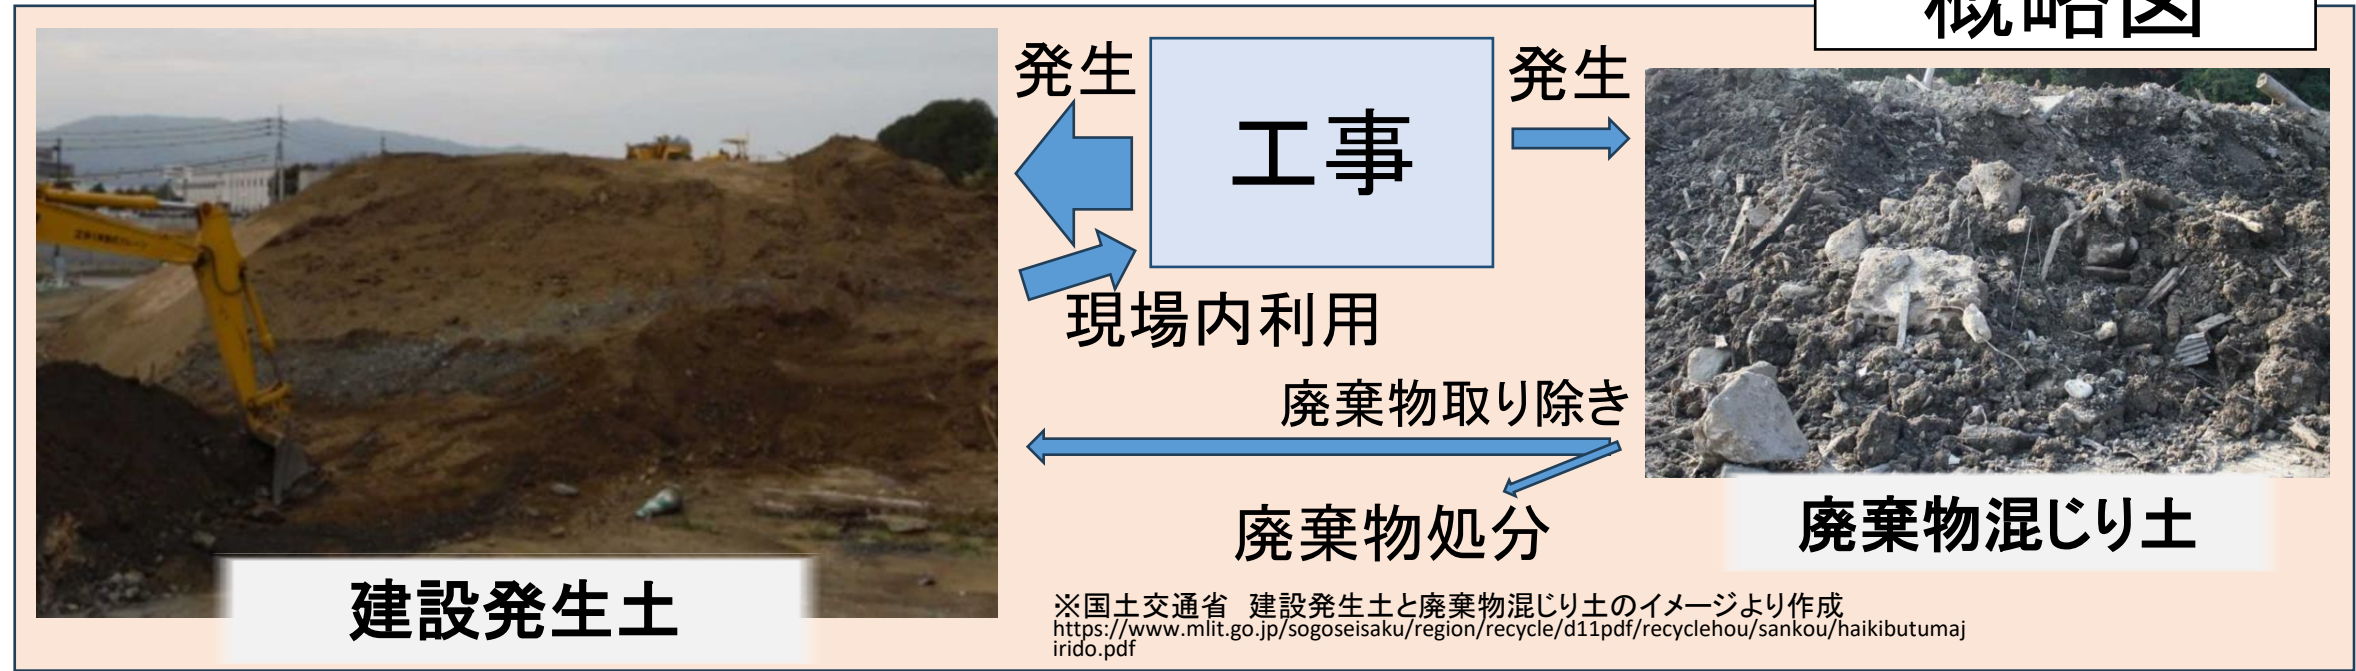 概略図
発生
工事
発生
現場内利用
廃棄物取り除き
廃棄物処分
廃棄物混じり土
建設発生土
※国土交通省　建設発生土と廃棄物混じり土のイメージより作成
https://www.mlit.go.jp/sogoseisaku/region/recycle/d11pdf/recyclehou/sankou/haikibutumaj
irido.pdf